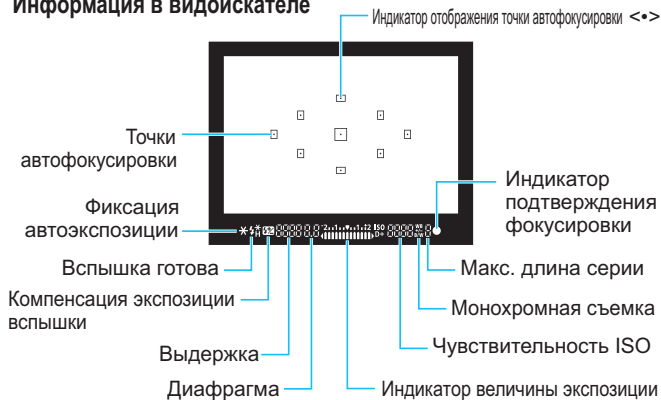 Информация в видоискателе
Индикатор отображения точки автофокусировки <•>
Точки
автофокусировки
Фиксация
автоэкспозиции
Индикатор
подтверждения
фокусировки
Вспышка готова
Макс. длина серии
Компенсация экспозиции
вспышки
Монохромная съемка
Выдержка
Чувствительность ISO
Диафрагма
Индикатор величины экспозиции
ISO
D+